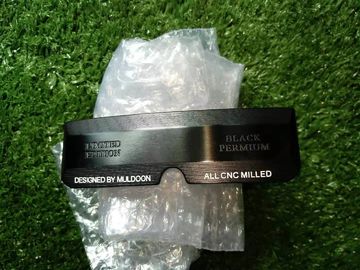 LIMITED
EDITION
BLACK
PERMIUM
DESIGNED BY MULDOON
ALL CNC MILLED